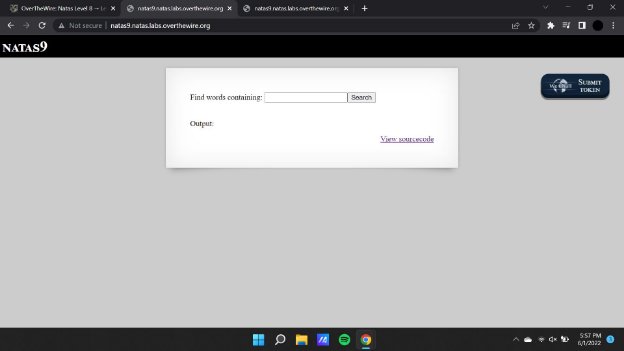 OverTheWire: Natas Level 8 → Le
natas9.natas.labs.overthewire.org
natas9.natas.labs.overthewire.org
Not secure | natas9.natas.labs.overthewire.org
NATAS9
Find words containing: Search
SUBMIT
TOKEN
Output:
View sourcecode
5:57 PM
6/1/2022